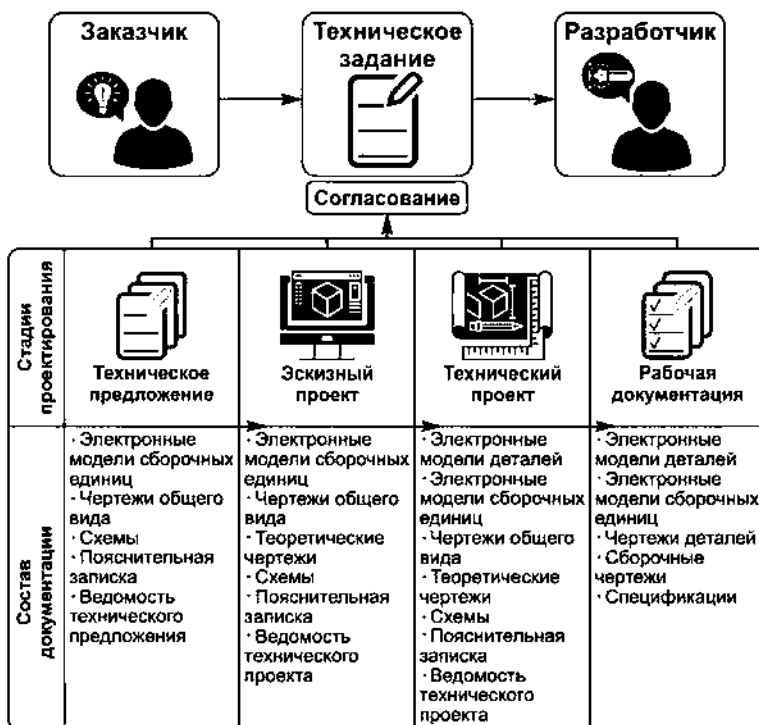 Заказчик
Техническое
задание
Разработчик
Согласование
Стадии
проектирования
Техническое
предложение
Эскизный
проект
Технический
проект
Рабочая
документация
Состав
документации
· Электронные
модели сборочных
единиц
· Чертежи общего
вида
· Схемы
· Пояснительная
записка
· Ведомость
технического
предложения
· Электронные
модели сборочных
единиц
· Чертежи общего
вида
· Теоретические
чертежи
· Схемы
· Пояснительная
записка
· Ведомость
технического
проекта
· Электронные
модели деталей
· Электронные
модели сборочных
единиц
· Чертежи общего
вида
· Теоретические
чертежи
· Схемы
· Пояснительная
записка
· Ведомость
технического
проекта
· Электронные
модели деталей
· Электронные
модели сборочных
единиц
· Чертежи деталей
· Сборочные
чертежи
· Спецификации